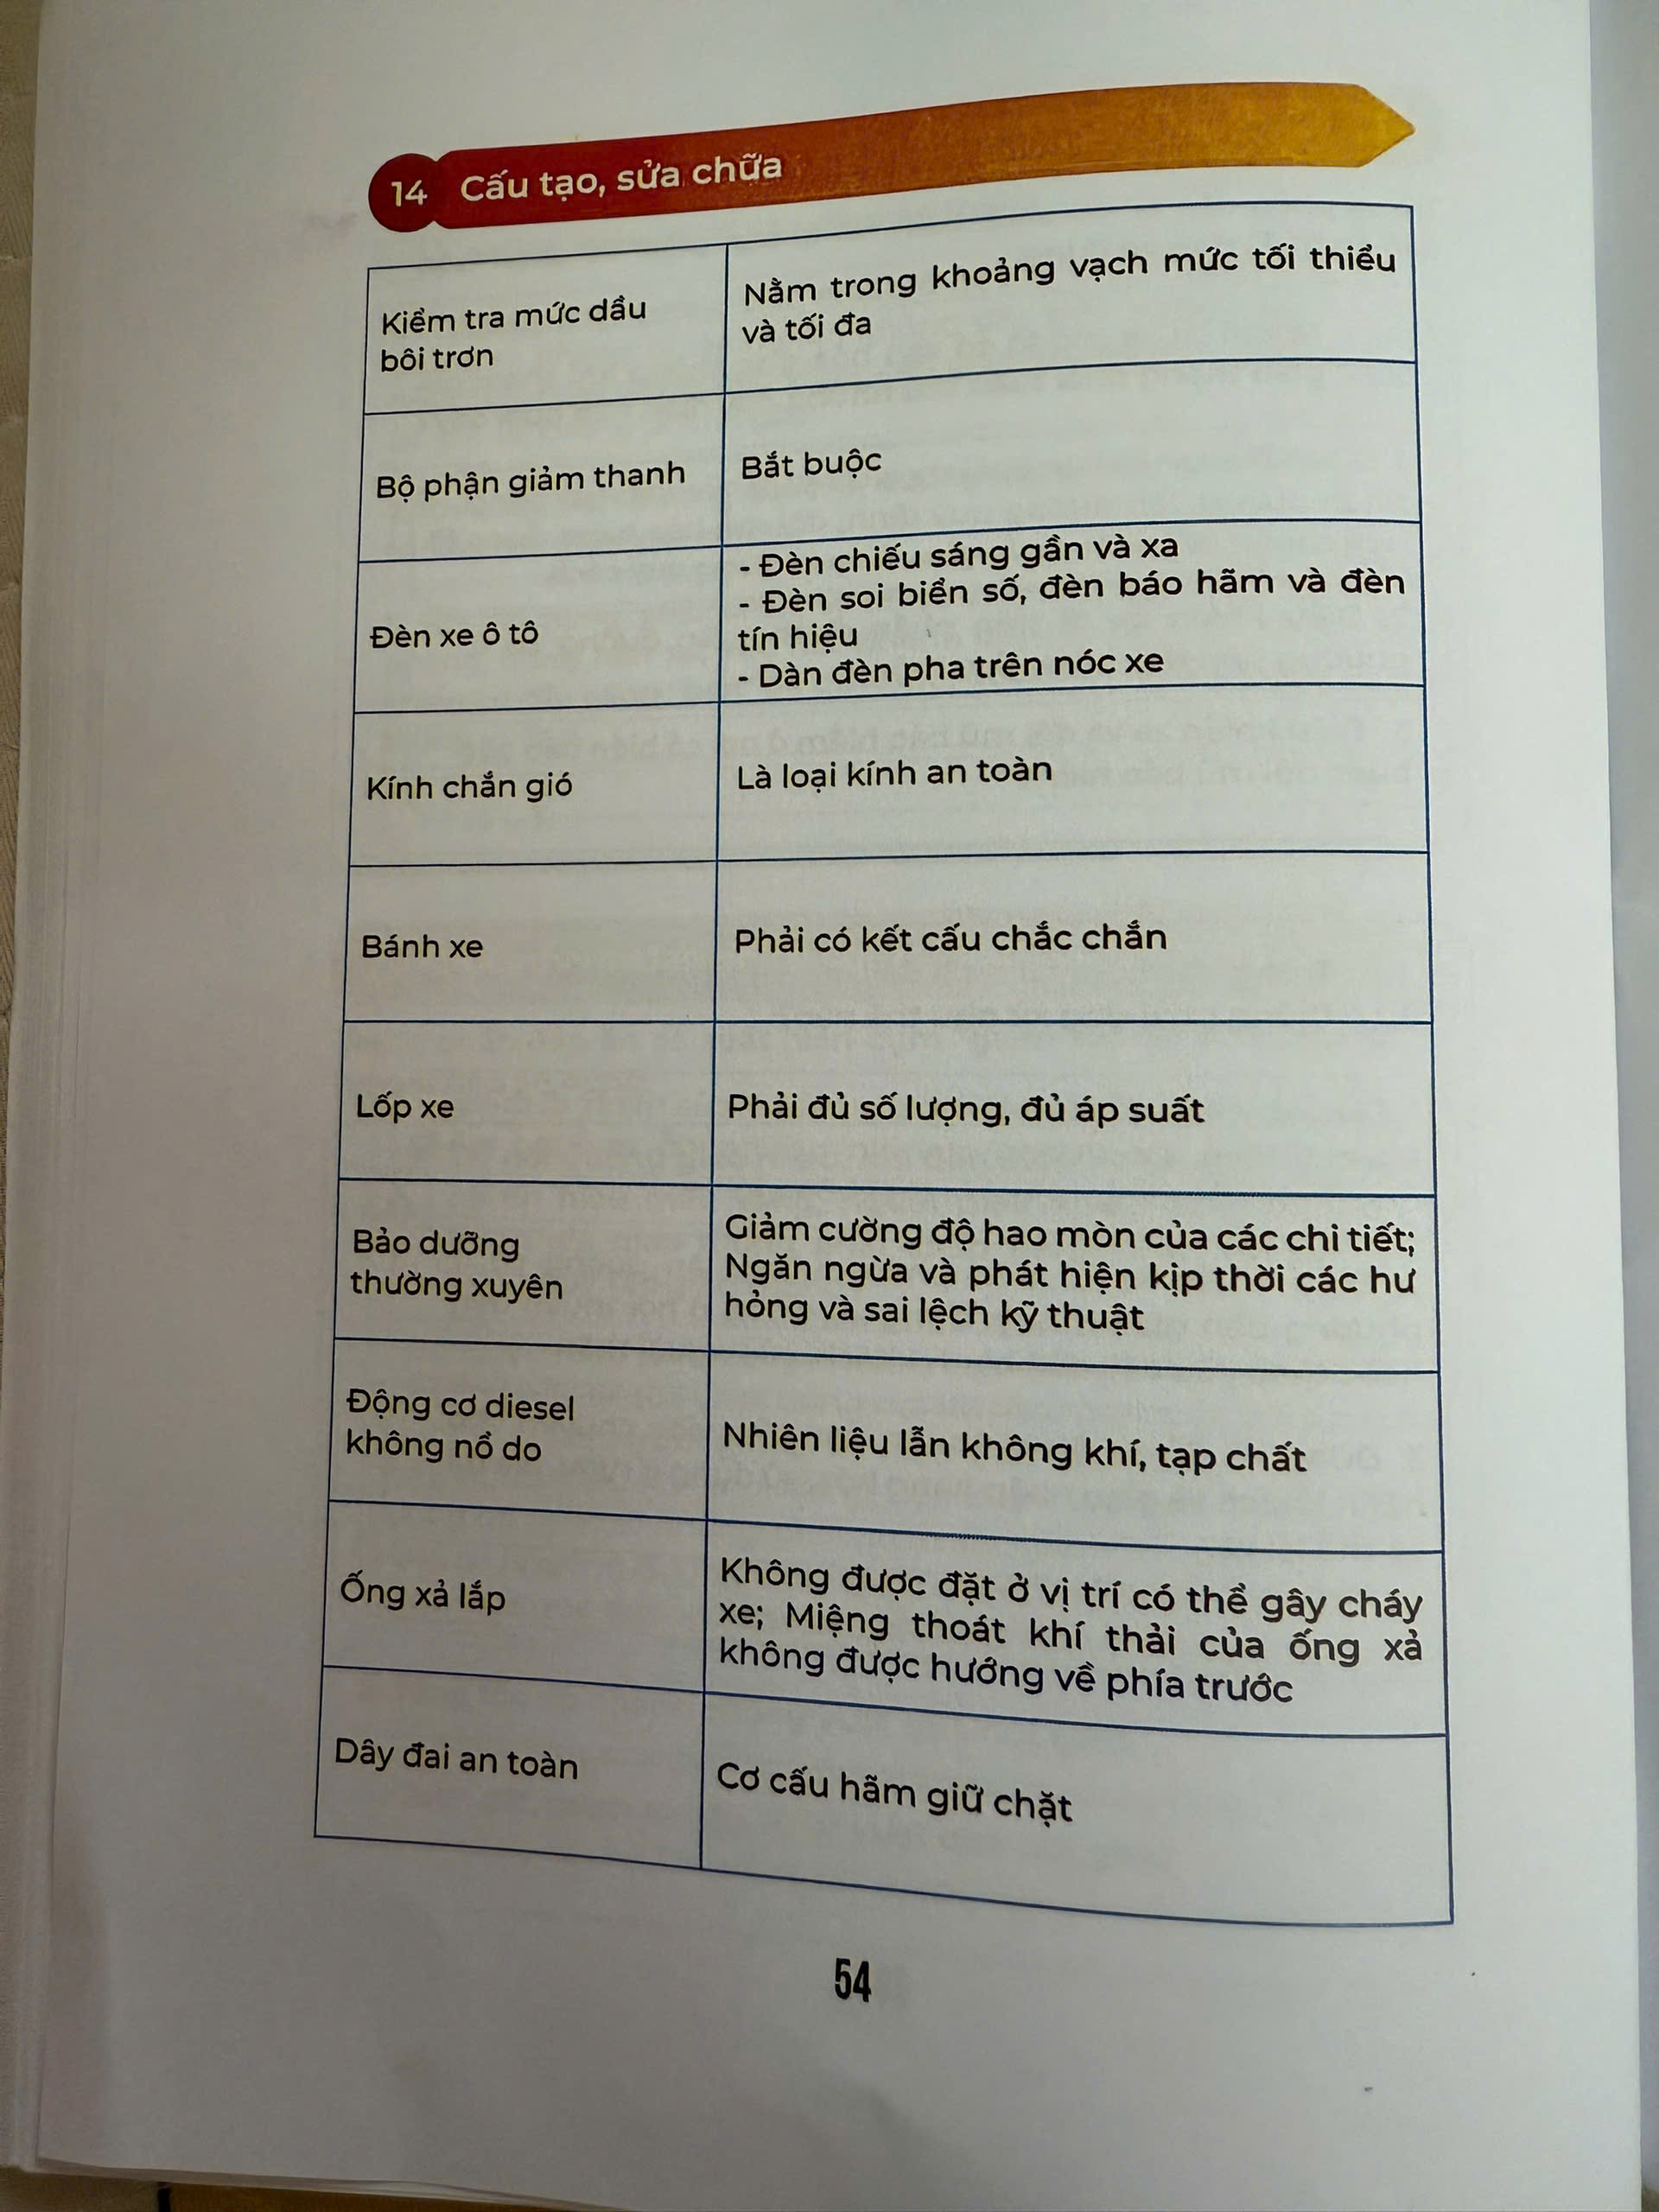 14 Cấu tạo, sửa chữa
Kiểm tra mức dầu
bôi trơn
Nằm trong khoảng vạch mức tối thiểu
và tối đa
Bộ phận giảm thanh
Bắt buộc
Đèn xe ô tô
- Đèn chiếu sáng gần và xa
- Đèn soi biển số, đèn báo hãm và đèn
tín hiệu
- Dàn đèn pha trên nóc xe
Kính chắn gió
Là loại kính an toàn
Bánh xe
Phải có kết cấu chắc chắn
Lốp xe
Phải đủ số lượng, đủ áp suất
Bảo dưỡng
thường xuyên
Giảm cường độ hao mòn của các chi tiết;
Ngăn ngừa và phát hiện kịp thời các hư
hỏng và sai lệch kỹ thuật
Động cơ diesel
không nổ do
Nhiên liệu lẫn không khí, tạp chất
Ống xả lắp
Không được đặt ở vị trí có thể gây cháy
xe; Miệng thoát khí thải của ống xả
không được hướng về phía trước
Dây đai an toàn
Cơ cấu hãm giữ chặt
54